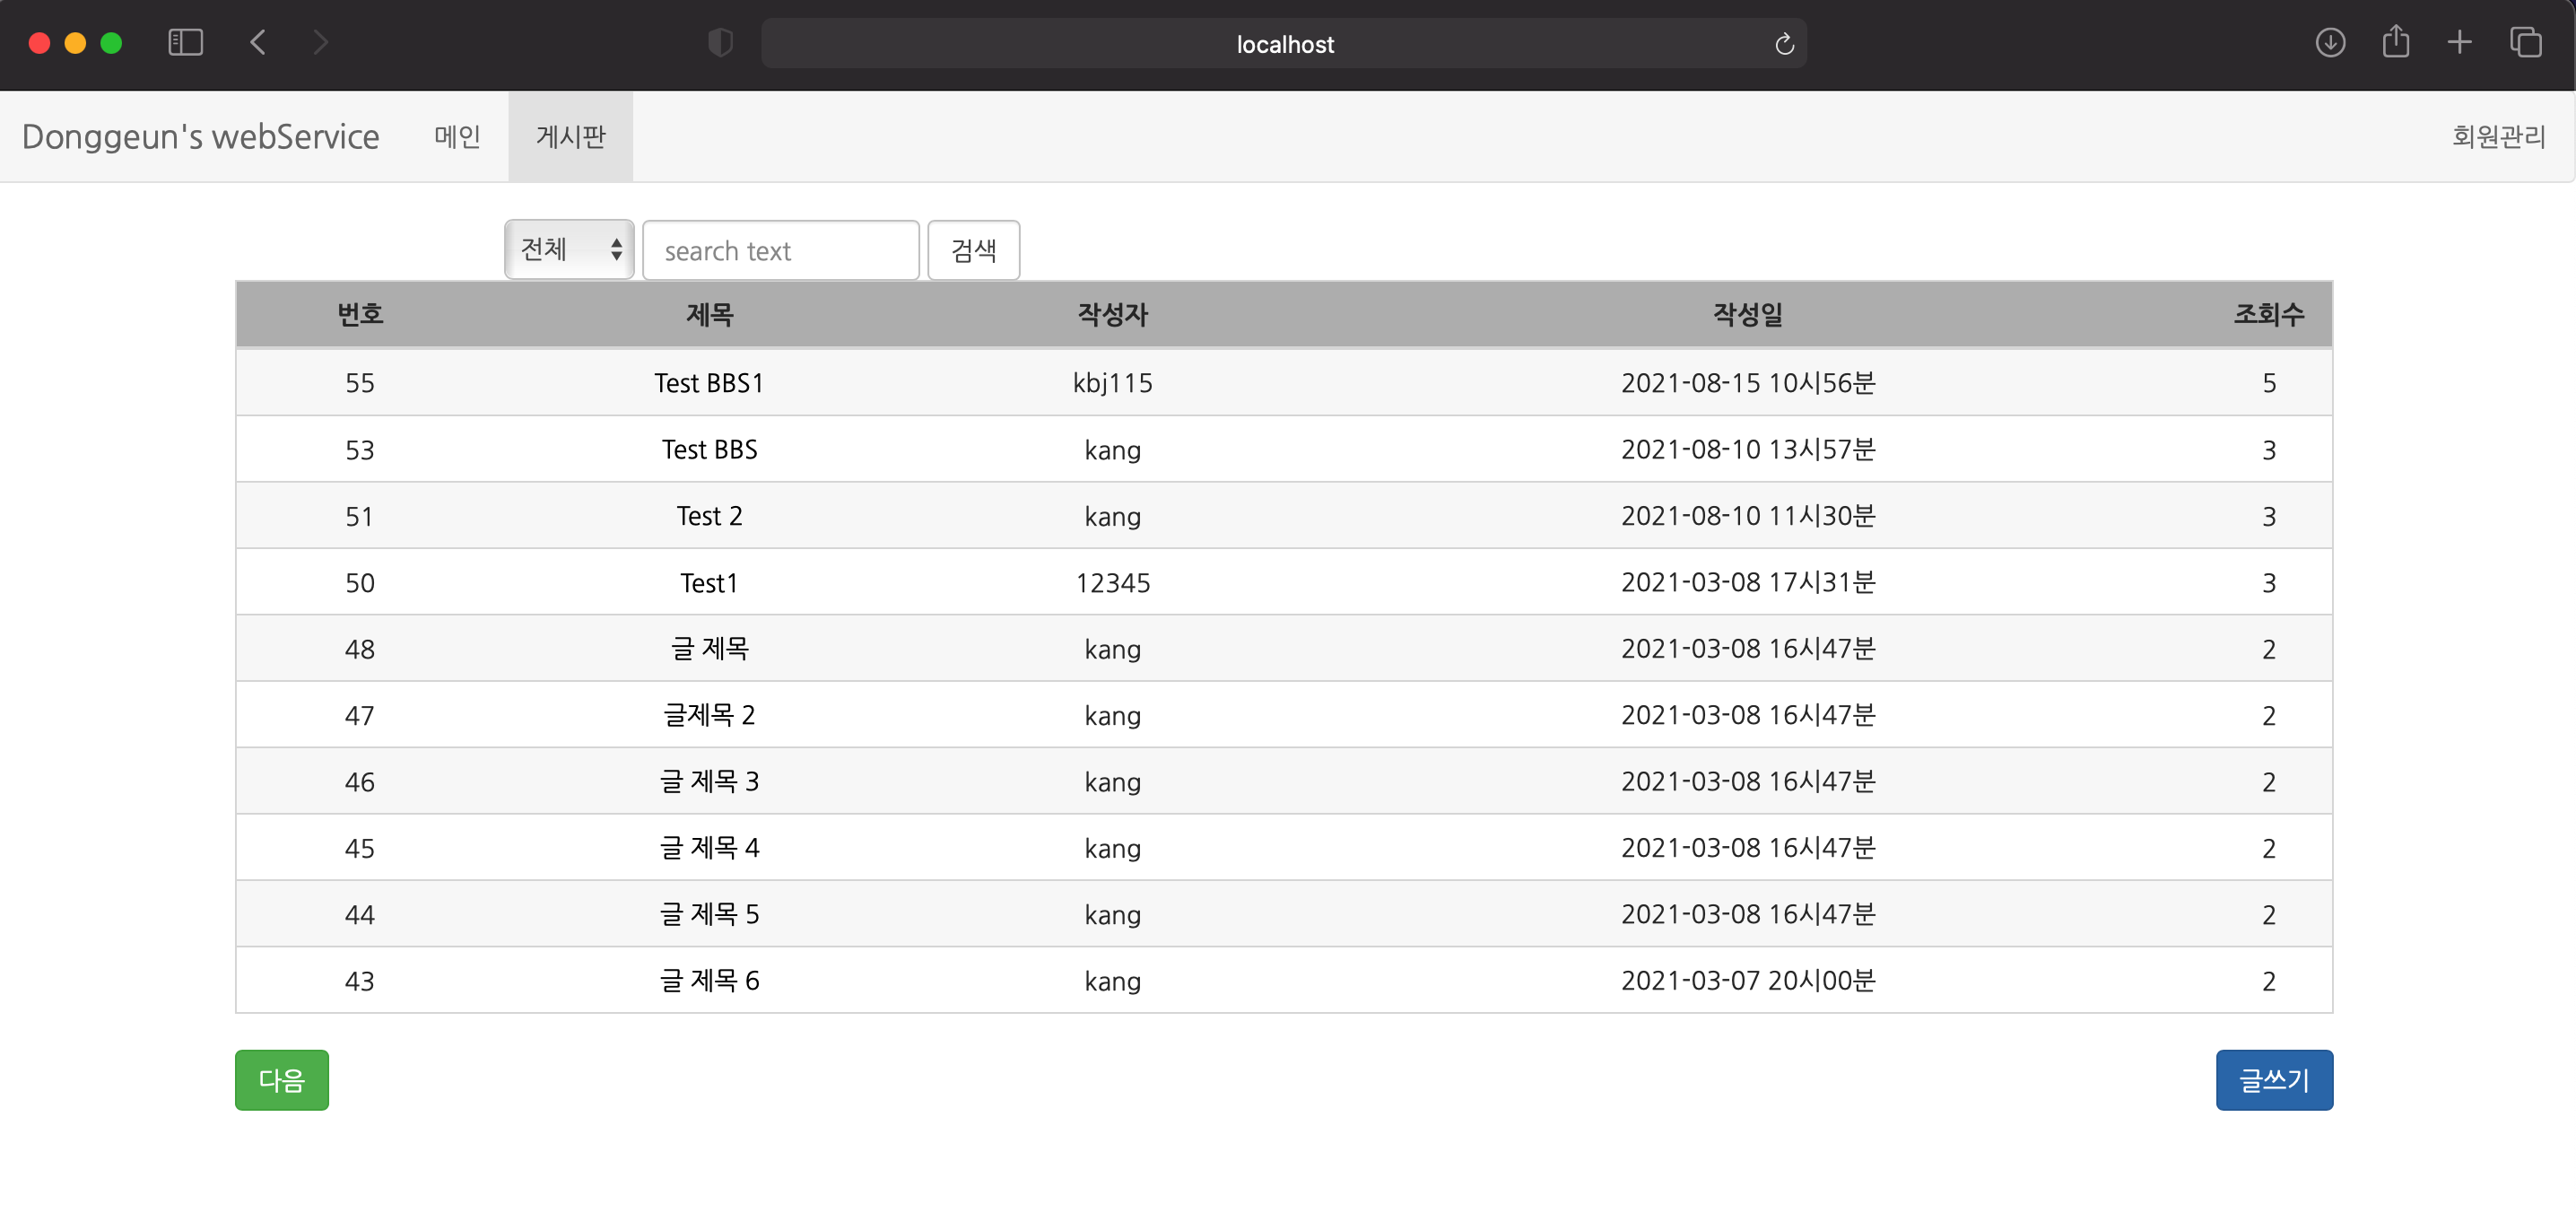 localhost
Donggeun's webService 메인 게시판 회원관리
전체 search text 검색
번호 제목 작성자 작성일 조회수
55 Test BBS1 kbj115 2021-08-15 10시56분 5
53 Test BBS kang 2021-08-10 13시57분 3
51 Test 2 kang 2021-08-10 11시30분 3
50 Test1 12345 2021-03-08 17시31분 3
48 글 제목 kang 2021-03-08 16시47분 2
47 글제목 2 kang 2021-03-08 16시47분 2
46 글 제목 3 kang 2021-03-08 16시47분 2
45 글 제목 4 kang 2021-03-08 16시47분 2
44 글 제목 5 kang 2021-03-08 16시47분 2
43 글 제목 6 kang 2021-03-07 20시00분 2
다음 글쓰기